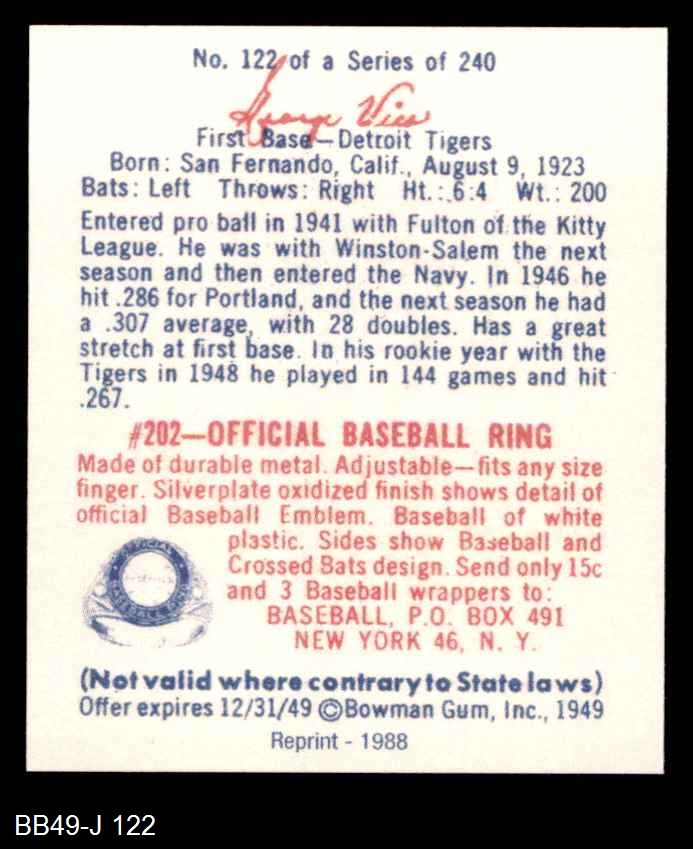 No. 122 of a Series of 240
George Vico
First Base—Detroit Tigers
Born: San Fernando, Calif., August 9, 1923
Bats: Left Throws: Right Ht.: 6:4 Wt.: 200
Entered pro ball in 1941 with Fulton of the Kitty
League. He was with Winston-Salem the next
season and then entered the Navy. In 1946 he
hit .286 for Portland, and the next season he had
a .307 average, with 28 doubles. Has a great
stretch at first base. In his rookie year with the
Tigers in 1948 he played in 144 games and hit
.267.
#202—OFFICIAL BASEBALL RING
Made of durable metal. Adjustable—fits any size
finger. Silverplate oxidized finish shows detail of
official Baseball Emblem. Baseball of white
plastic. Sides show Baseball and
Crossed Bats design. Send only 15c
and 3 Baseball wrappers to:
BASEBALL, P.O. BOX 491
NEW YORK 46, N. Y.
OFFICIAL
BASEBALL RING
(Not valid where contrary to State laws)
Offer expires 12/31/49 ©Bowman Gum, Inc., 1949
Reprint - 1988
BB49-J 122